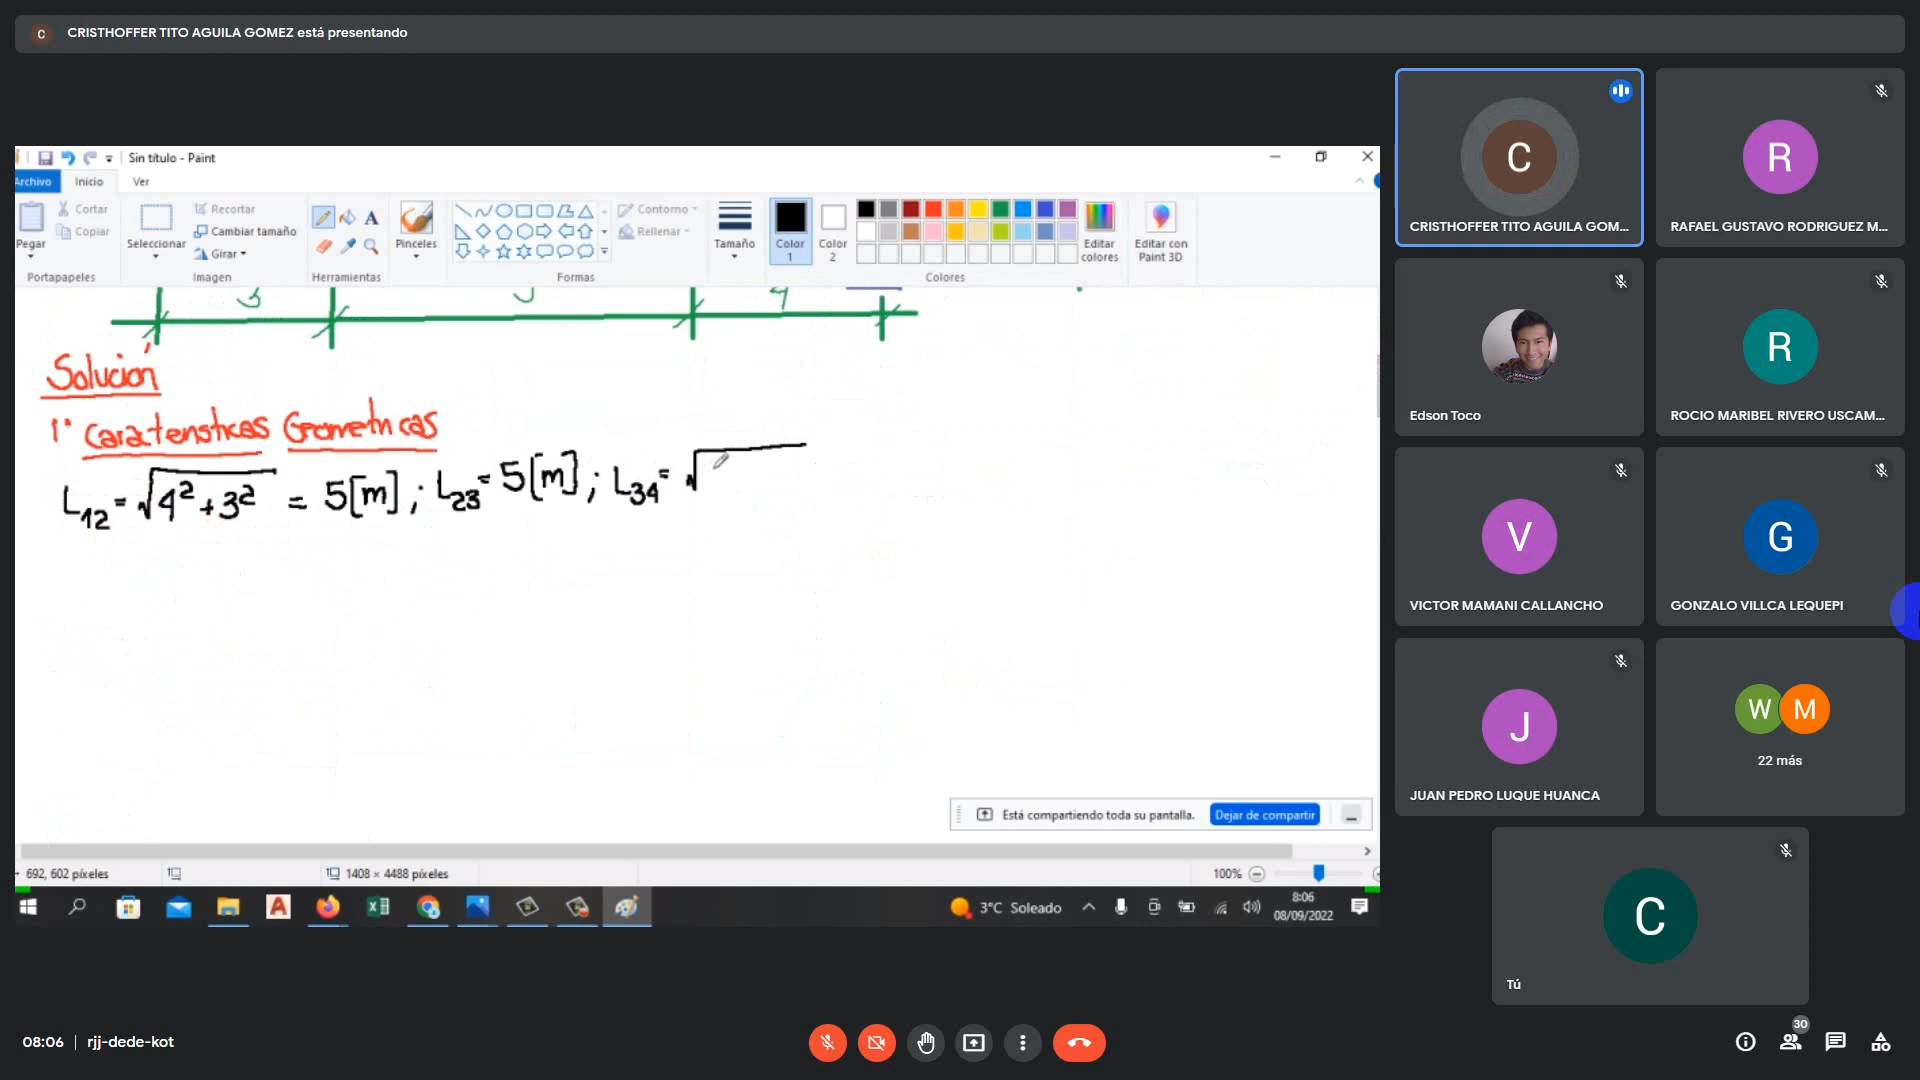 C CRISTHOFFER TITO AGUILA GOMEZ está presentando
Sin título - Paint
Archivo Inicio Ver
Pegar
Cortar
Copiar
Portapapeles
Seleccionar
Recortar
Cambiar tamaño
Girar
Imagen
A
Herramientas
Pinceles
Formas
Contorno
Rellenar
Tamaño
Color 1
Color 2
Colores
Editar colores
Editar con Paint 3D
3 5 4
Solución
1° Caracteristicas Geometricas
L12 = √4² + 3² = 5[m] ; L23 = 5[m] ; L34 = √
Está compartiendo toda su pantalla. Dejar de compartir
692, 602 píxeles
1408 × 4488 píxeles
100%
3°C Soleado
8:06
08/09/2022
C
CRISTHOFFER TITO AGUILA GOM...
R
RAFAEL GUSTAVO RODRIGUEZ M...
Edson Toco
R
ROCIO MARIBEL RIVERO USCAM...
V
VICTOR MAMANI CALLANCHO
G
GONZALO VILLCA LEQUEPI
J
JUAN PEDRO LUQUE HUANCA
W M
22 más
C
Tú
08:06 | rjj-dede-kot
30